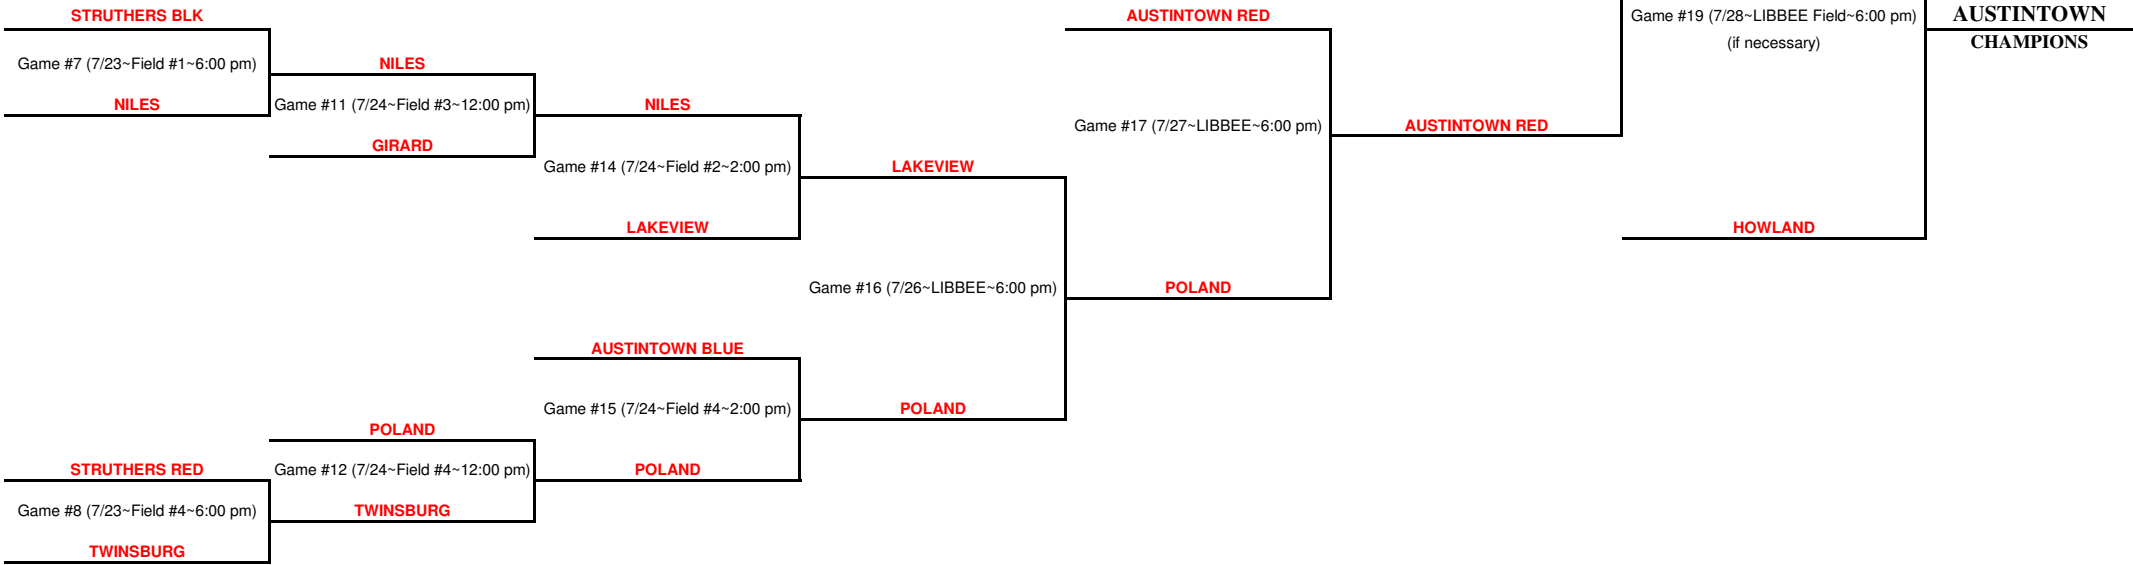 STRUTHERS BLK
AUSTINTOWN RED
Game #19 (7/28~LIBBEE Field~6:00 pm)
AUSTINTOWN
(if necessary)
CHAMPIONS
Game #7 (7/23~Field #1~6:00 pm)
NILES
NILES
Game #11 (7/24~Field #3~12:00 pm)
NILES
Game #17 (7/27~LIBBEE~6:00 pm)
AUSTINTOWN RED
GIRARD
Game #14 (7/24~Field #2~2:00 pm)
LAKEVIEW
LAKEVIEW
HOWLAND
Game #16 (7/26~LIBBEE~6:00 pm)
POLAND
AUSTINTOWN BLUE
Game #15 (7/24~Field #4~2:00 pm)
POLAND
POLAND
STRUTHERS RED
Game #12 (7/24~Field #4~12:00 pm)
POLAND
Game #8 (7/23~Field #4~6:00 pm)
TWINSBURG
TWINSBURG